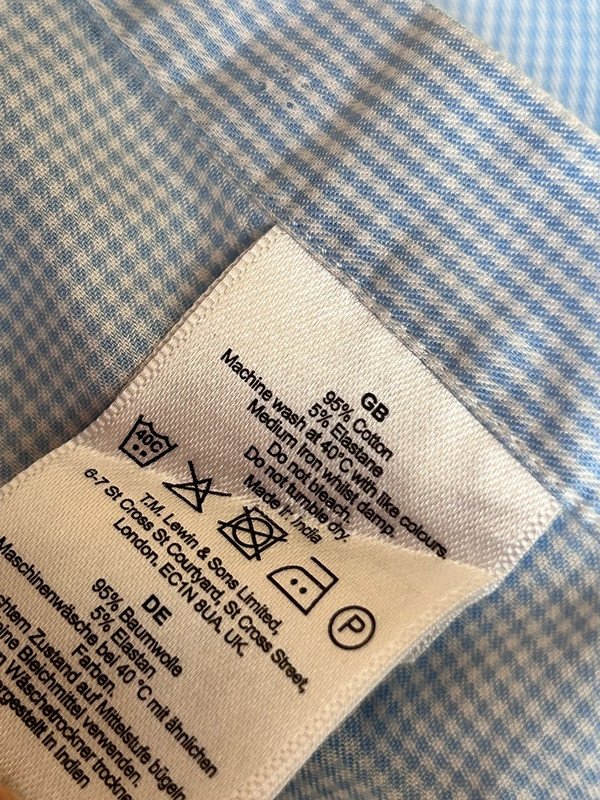 GB
95% Cotton
5% Elastane
Machine wash at 40°C with like colours.
Medium Iron whilst damp.
Do not bleach.
Do not tumble dry.
Made in India
40C
P
T.M. Lewin & Sons Limited,
6-7 St Cross St Courtyard, St Cross Street,
London. EC1N 8UA. UK.
DE
95% Baumwolle
5% Elastan
Maschinenwäsche bei 40°C mit ähnlichen
Farben.
Zustand auf Mittelstufe bügeln
Bleichmittel verwenden.
Wäschetrockner
in Indien